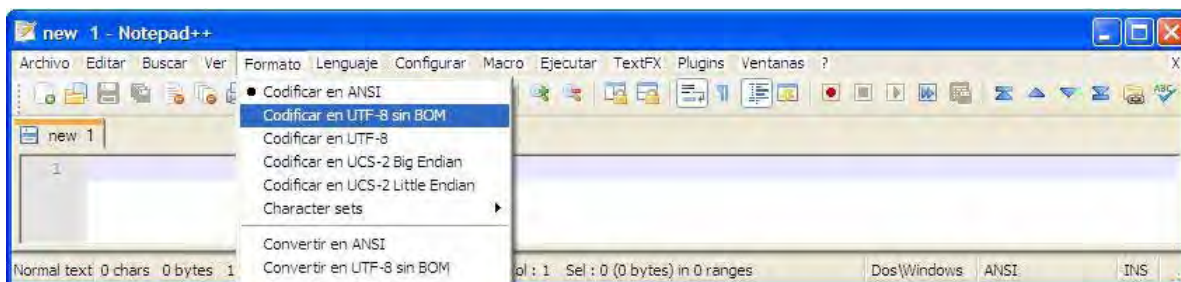 new 1 - Notepad++
Archivo Editar Buscar Ver Formato Lenguaje Configurar Macro Ejecutar TextFX Plugins Ventanas ? X
Codificar en ANSI
ABC
Codificar en UTF-8 sin BOM
new 1
Codificar en UTF-8
1
Codificar en UCS-2 Big Endian
Codificar en UCS-2 Little Endian
Character sets
Convertir en ANSI
Convertir en UTF-8 sin BOM
Normal text 0 chars 0 bytes 1 ol : 1 Sel : 0 (0 bytes) in 0 ranges Dos\Windows ANSI INS